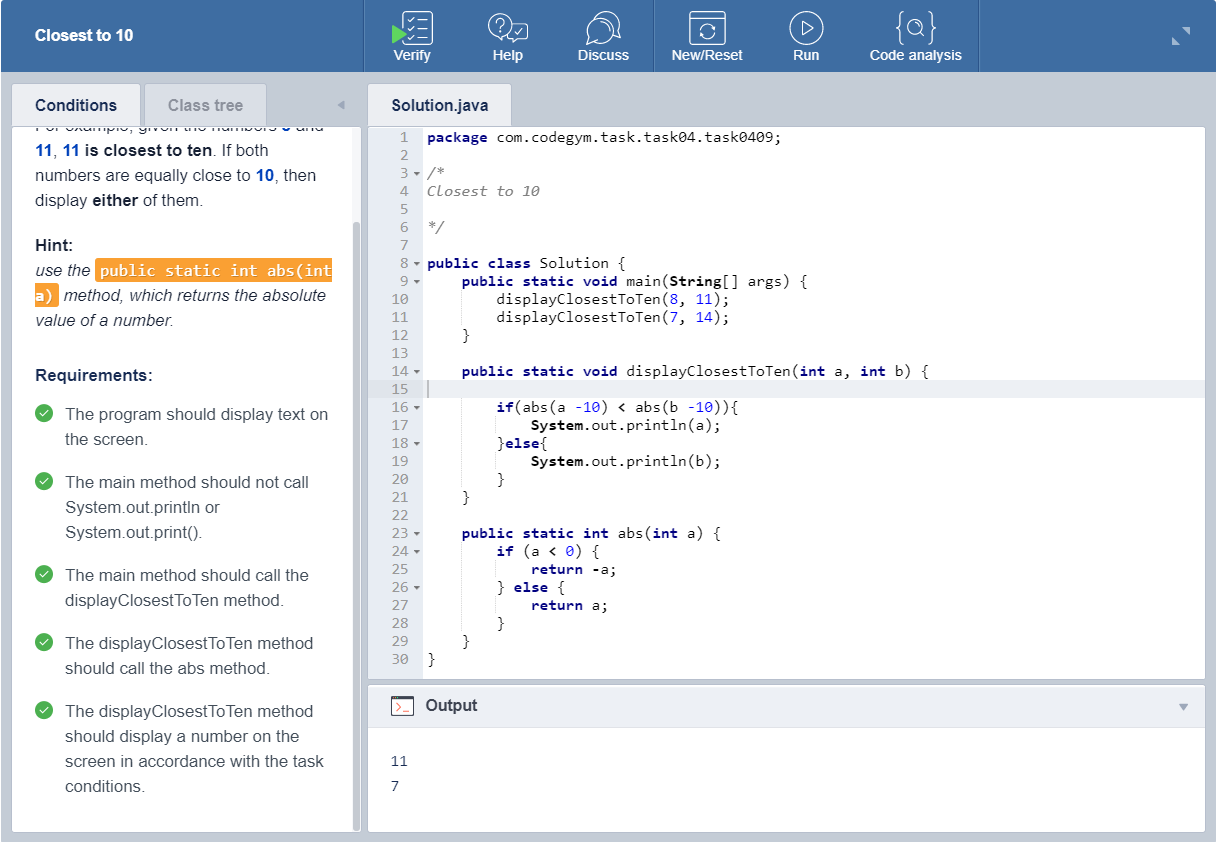 Closest to 10
Verify
Help
Discuss
New/Reset
Run
Code analysis
Conditions
Class tree
For example, given the numbers 8 and
11, 11 is closest to ten. If both
numbers are equally close to 10, then
display either of them.
Hint:
use the public static int abs(int
a) method, which returns the absolute
value of a number.
Requirements:
The program should display text on
the screen.
The main method should not call
System.out.println or
System.out.print().
The main method should call the
displayClosestToTen method.
The displayClosestToTen method
should call the abs method.
The displayClosestToTen method
should display a number on the
screen in accordance with the task
conditions.
Solution.java
1 package com.codegym.task.task04.task0409;
2
3 /*
4 Closest to 10
5
6 */
7
8 public class Solution {
9     public static void main(String[] args) {
10         displayClosestToTen(8, 11);
11         displayClosestToTen(7, 14);
12     }
13
14     public static void displayClosestToTen(int a, int b) {
15
16         if(abs(a -10) < abs(b -10)){
17             System.out.println(a);
18         }else{
19             System.out.println(b);
20         }
21     }
22
23     public static int abs(int a) {
24         if (a < 0) {
25             return -a;
26         } else {
27             return a;
28         }
29     }
30 }
>_ Output
11
7